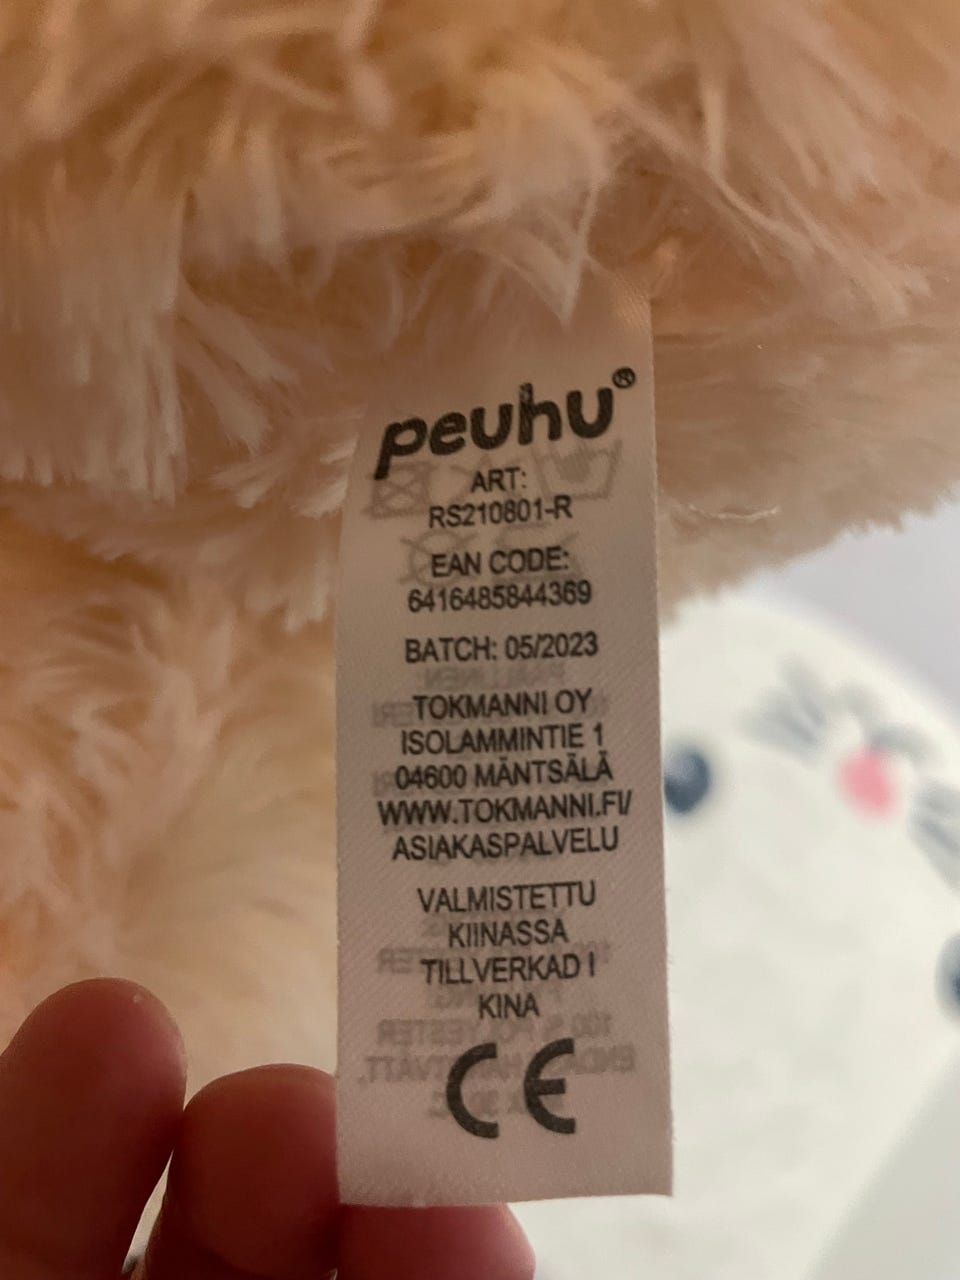 peuhu®
ART:
RS210801-R
EAN CODE:
6416485844369
BATCH: 05/2023
TOKMANNI OY
ISOLAMMINTIE 1
04600 MÄNTSÄLÄ
WWW.TOKMANNI.FI/
ASIAKASPALVELU
VALMISTETTU
KIINASSA
TILLVERKAD I
KINA
CE